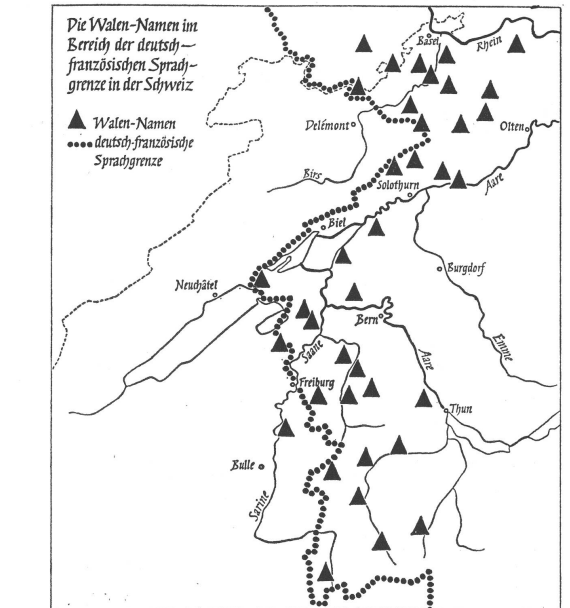 Die Walen-Namen im
Bereich der deutsch-
französischen Sprach-
grenze in der Schweiz
Walen-Namen
deutsch-französische
Sprachgrenze
Basel
Rhein
Delémont
Olten
Birs
Solothurn
Aare
Biel
Neuchâtel
Burgdorf
Bern
Saane
Aare
Emme
Freiburg
Thun
Bulle
Sarine